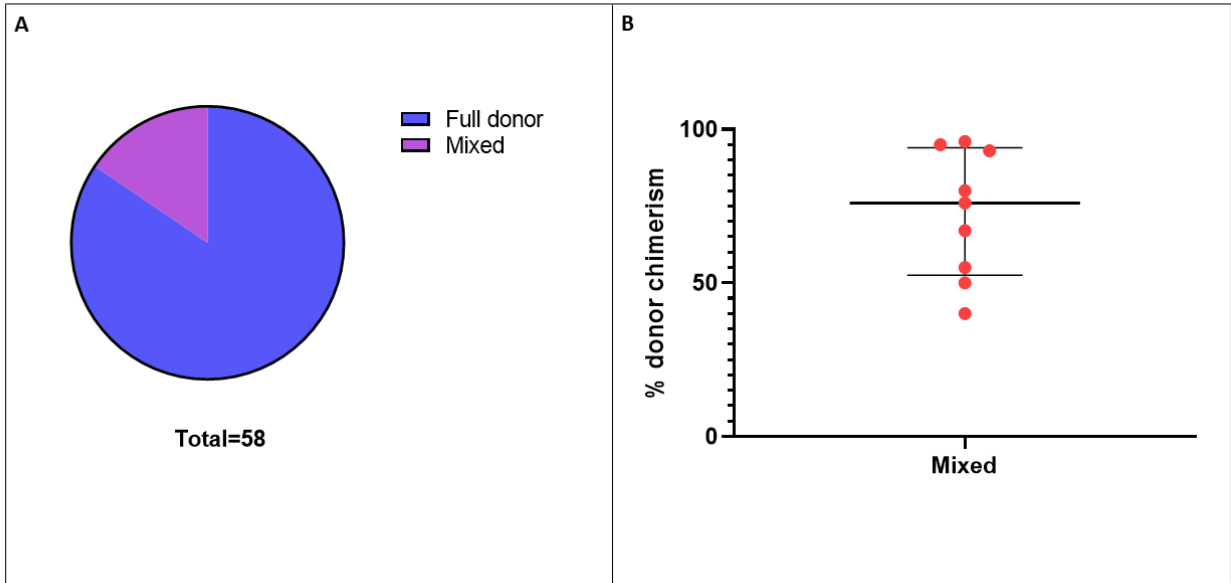 A
Full donor
Mixed
Total=58
B
% donor chimerism
100
50
0
Mixed